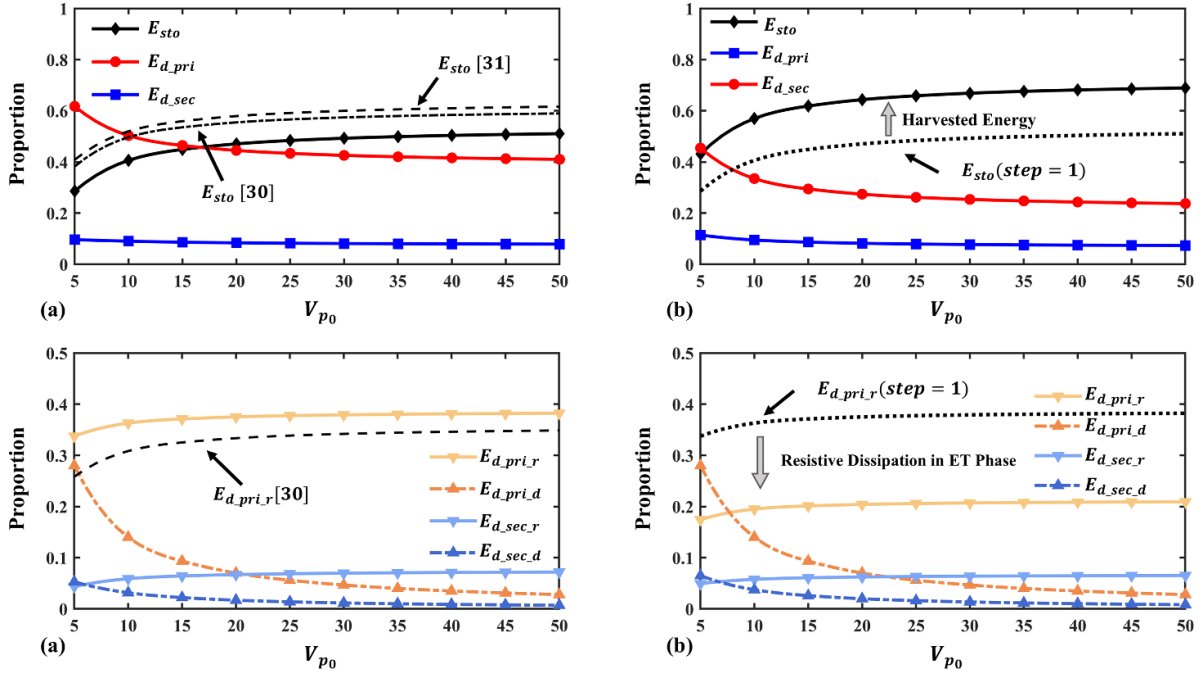 1
0.8
0.6
0.4
0.2
0
Proportion
E_sto
E_d_pri
E_d_sec
E_sto [31]
E_sto [30]
5 10 15 20 25 30 35 40 45 50
(a)
V_p0
1
0.8
0.6
0.4
0.2
0
Proportion
E_sto
E_d_pri
E_d_sec
Harvested Energy
E_sto(step = 1)
5 10 15 20 25 30 35 40 45 50
(b)
V_p0
0.5
0.4
0.3
0.2
0.1
0
Proportion
E_d_pri_r[30]
E_d_pri_r
E_d_pri_d
E_d_sec_r
E_d_sec_d
5 10 15 20 25 30 35 40 45 50
(a)
V_p0
0.5
0.4
0.3
0.2
0.1
0
Proportion
E_d_pri_r(step = 1)
Resistive Dissipation in ET Phase
E_d_pri_r
E_d_pri_d
E_d_sec_r
E_d_sec_d
5 10 15 20 25 30 35 40 45 50
(b)
V_p0